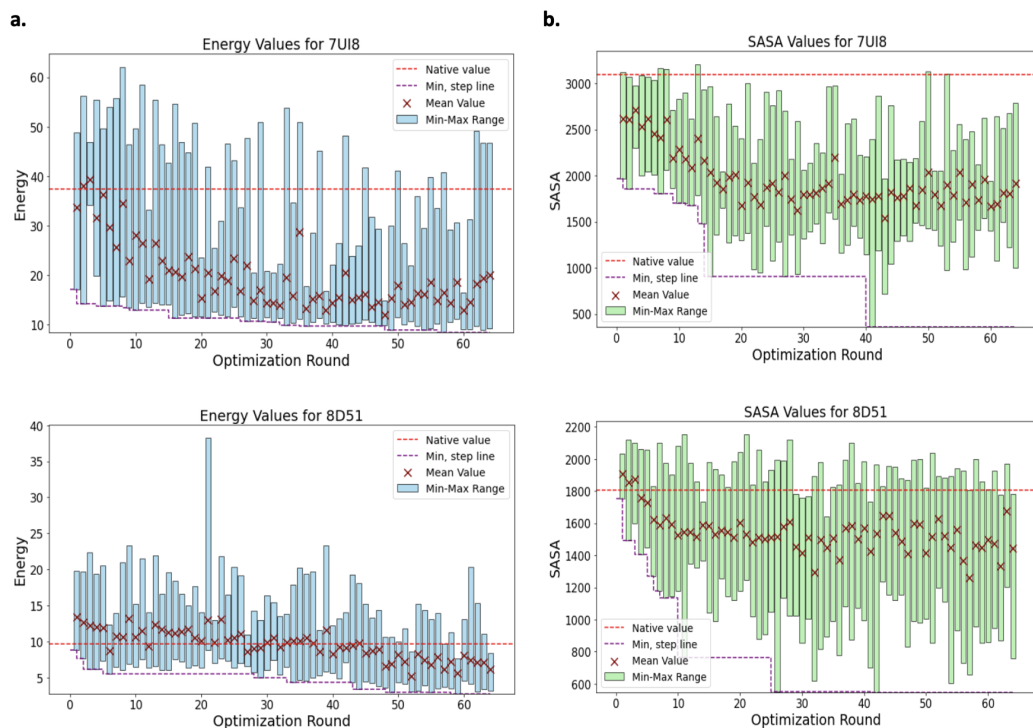 a.
Energy Values for 7UI8
Energy
60
50
40
30
20
10
Native value
Min, step line
Mean Value
Min-Max Range
0 10 20 30 40 50 60
Optimization Round
b.
SASA Values for 7UI8
SASA
3000
2500
2000
1500
1000
500
Native value
Min, step line
Mean Value
Min-Max Range
0 10 20 30 40 50 60
Optimization Round
Energy Values for 8D51
Energy
40
35
30
25
20
15
10
5
Native value
Min, step line
Mean Value
Min-Max Range
0 10 20 30 40 50 60
Optimization Round
SASA Values for 8D51
SASA
2200
2000
1800
1600
1400
1200
1000
800
600
Native value
Min, step line
Mean Value
Min-Max Range
0 10 20 30 40 50 60
Optimization Round